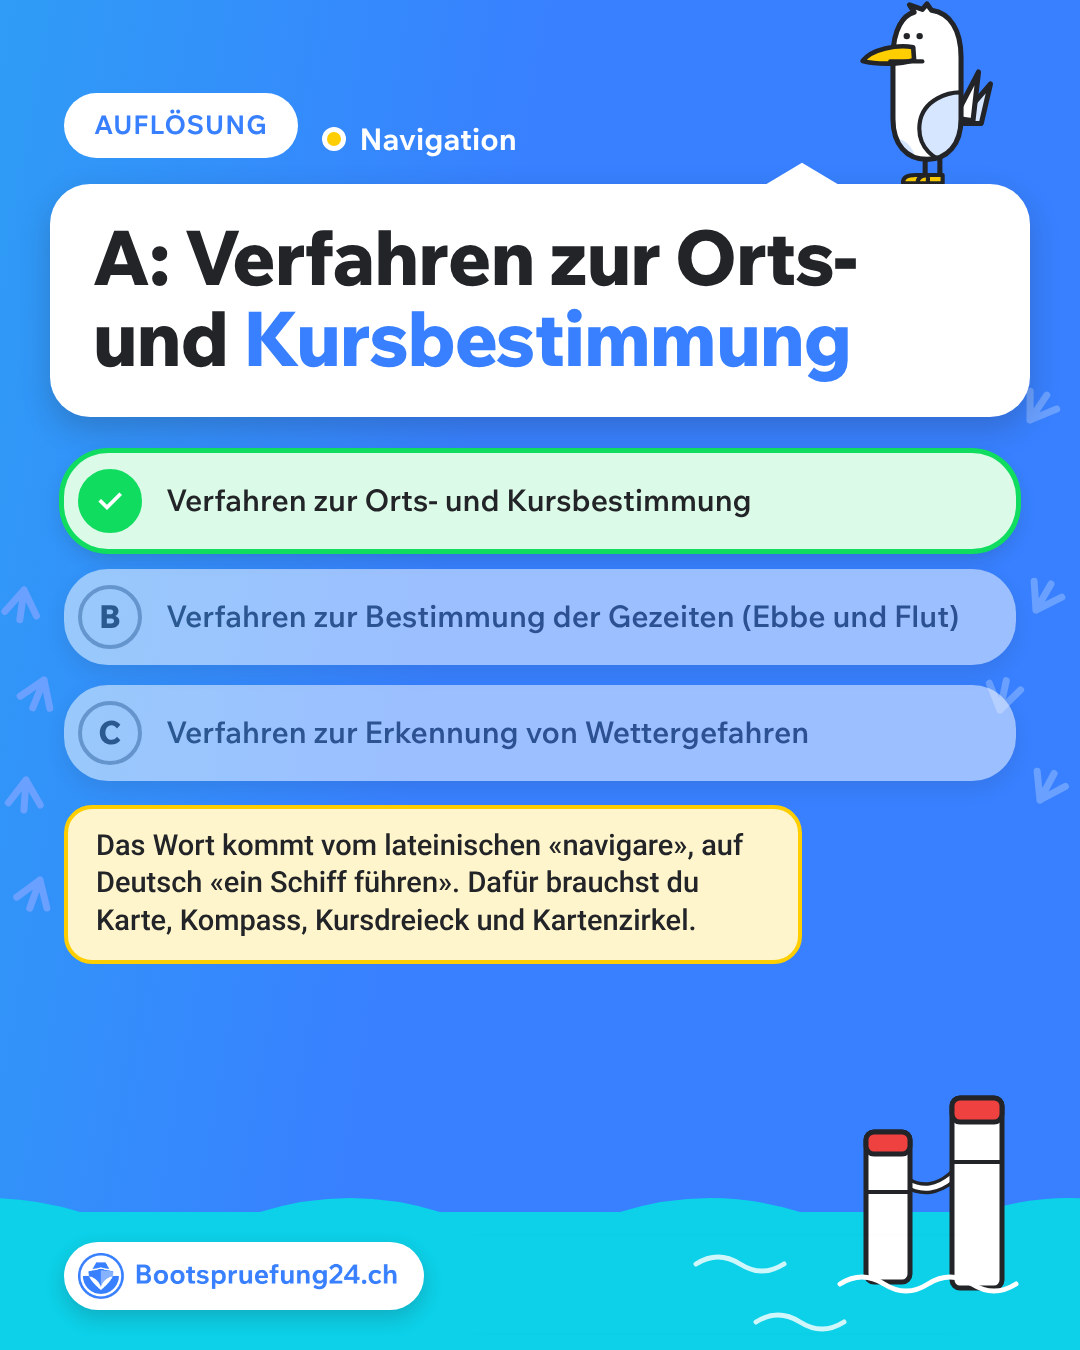 AUFLÖSUNG
Navigation
A: Verfahren zur Orts-
und Kursbestimmung
Verfahren zur Orts- und Kursbestimmung
B Verfahren zur Bestimmung der Gezeiten (Ebbe und Flut)
C Verfahren zur Erkennung von Wettergefahren
Das Wort kommt vom lateinischen «navigare», auf
Deutsch «ein Schiff führen». Dafür brauchst du
Karte, Kompass, Kursdreieck und Kartenzirkel.
Bootspruefung24.ch